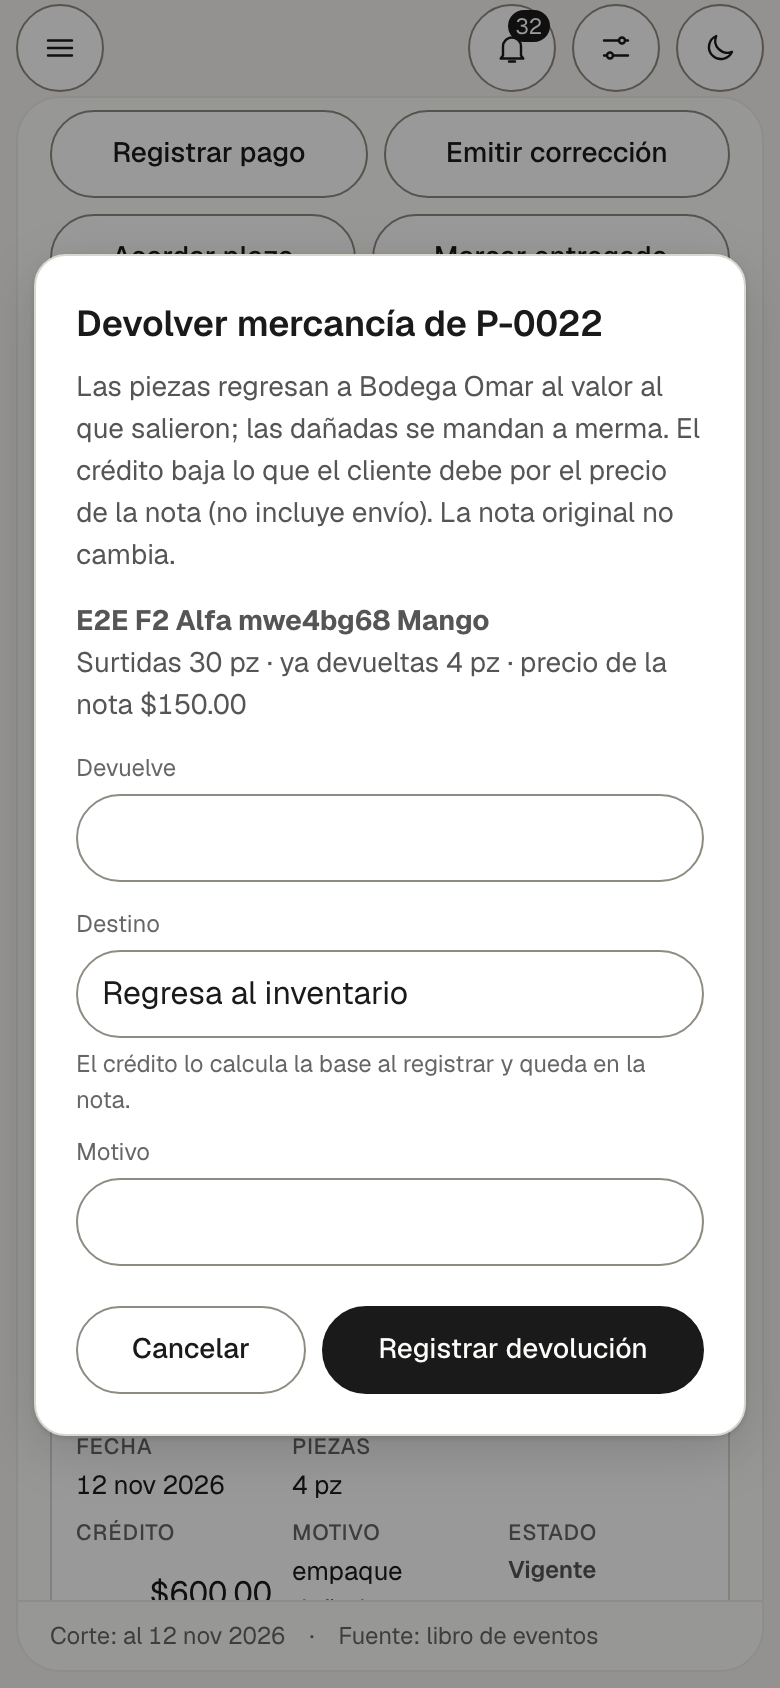 32
Registrar pago
Emitir corrección
Acordar plazo
Marcar entregada
Devolver mercancía de P-0022
Las piezas regresan a Bodega Omar al valor al
que salieron; las dañadas se mandan a merma. El
crédito baja lo que el cliente debe por el precio
de la nota (no incluye envío). La nota original no
cambia.
E2E F2 Alfa mwe4bg68 Mango
Surtidas 30 pz · ya devueltas 4 pz · precio de la
nota $150.00
Devuelve
Destino
Regresa al inventario
El crédito lo calcula la base al registrar y queda en la
nota.
Motivo
Cancelar
Registrar devolución
FECHA
PIEZAS
12 nov 2026
4 pz
CRÉDITO
MOTIVO
ESTADO
empaque
Vigente
$600.00
Corte: al 12 nov 2026 · Fuente: libro de eventos